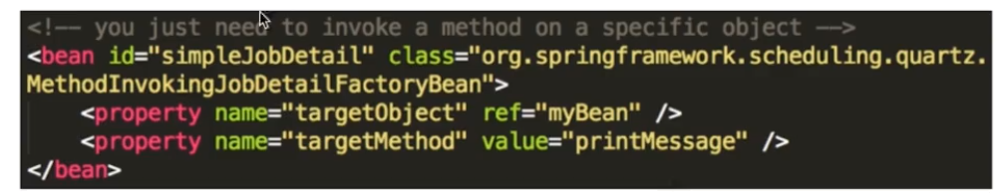 <!-- you just need to invoke a method on a specific object -->
<bean id="simpleJobDetail" class="org.springframework.scheduling.quartz.
MethodInvokingJobDetailFactoryBean">
    <property name="targetObject" ref="myBean" />
    <property name="targetMethod" value="printMessage" />
</bean>